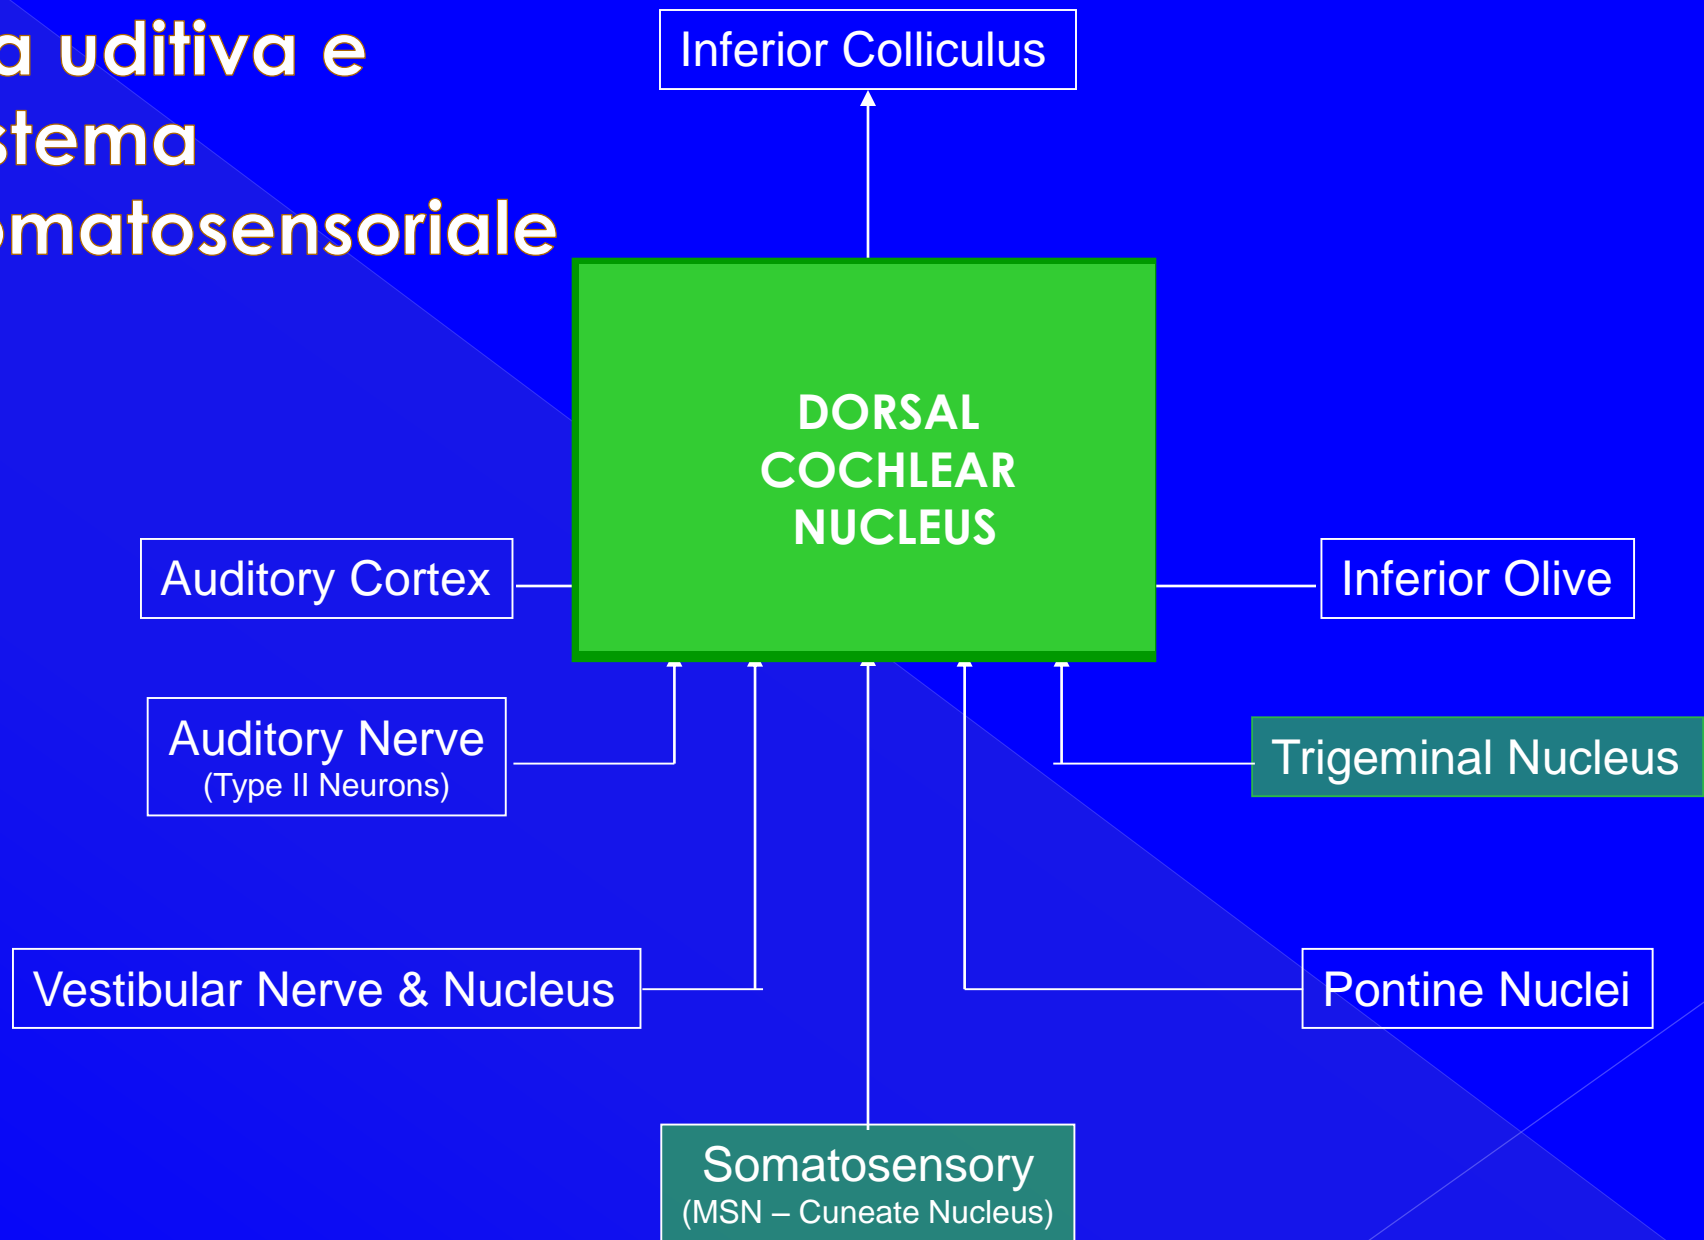 a uditiva e
stema
omatosensoriale
Inferior Colliculus
DORSAL
COCHLEAR
NUCLEUS
Auditory Cortex
Inferior Olive
Auditory Nerve
(Type II Neurons)
Trigeminal Nucleus
Vestibular Nerve & Nucleus
Pontine Nuclei
Somatosensory
(MSN – Cuneate Nucleus)